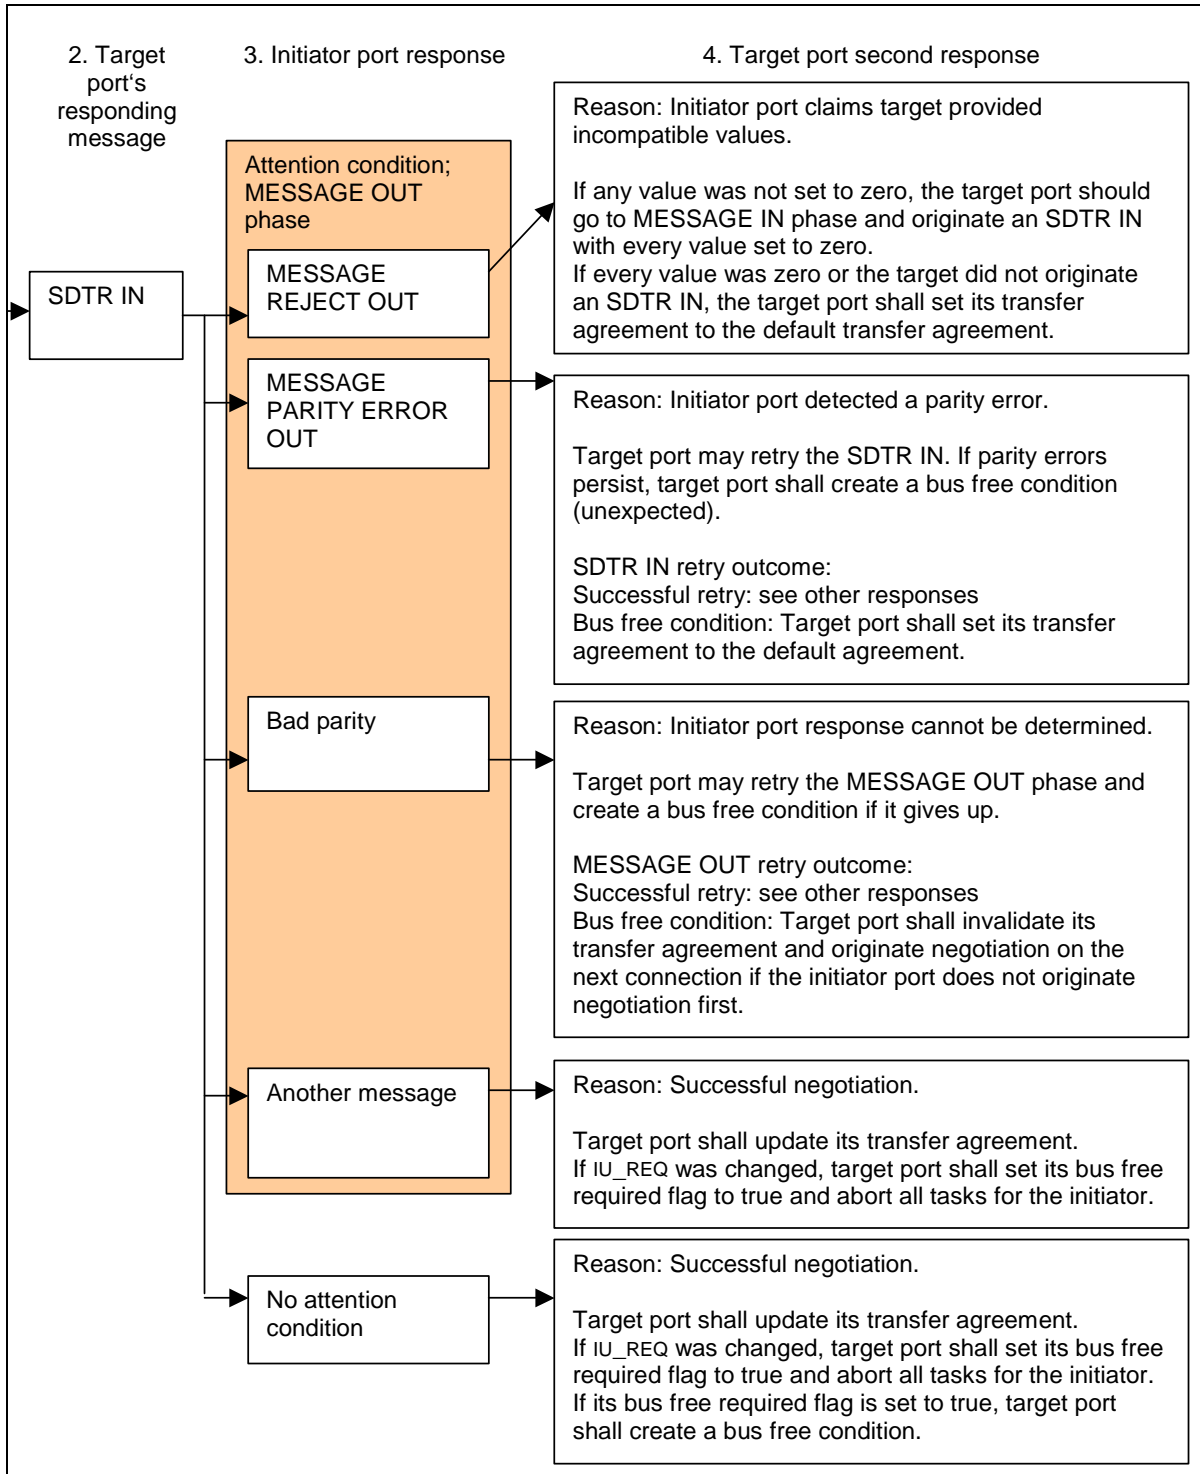 2. Target
port‘s
responding
message
3. Initiator port response
4. Target port second response
SDTR IN
Attention condition;
MESSAGE OUT
phase
MESSAGE
REJECT OUT
Reason: Initiator port claims target provided
incompatible values.
If any value was not set to zero, the target port should
go to MESSAGE IN phase and originate an SDTR IN
with every value set to zero.
If every value was zero or the target did not originate
an SDTR IN, the target port shall set its transfer
agreement to the default transfer agreement.
MESSAGE
PARITY ERROR
OUT
Reason: Initiator port detected a parity error.
Target port may retry the SDTR IN. If parity errors
persist, target port shall create a bus free condition
(unexpected).
SDTR IN retry outcome:
Successful retry: see other responses
Bus free condition: Target port shall set its transfer
agreement to the default agreement.
Bad parity
Reason: Initiator port response cannot be determined.
Target port may retry the MESSAGE OUT phase and
create a bus free condition if it gives up.
MESSAGE OUT retry outcome:
Successful retry: see other responses
Bus free condition: Target port shall invalidate its
transfer agreement and originate negotiation on the
next connection if the initiator port does not originate
negotiation first.
Another message
Reason: Successful negotiation.
Target port shall update its transfer agreement.
If IU_REQ was changed, target port shall set its bus free
required flag to true and abort all tasks for the initiator.
No attention
condition
Reason: Successful negotiation.
Target port shall update its transfer agreement.
If IU_REQ was changed, target port shall set its bus free
required flag to true and abort all tasks for the initiator.
If its bus free required flag is set to true, target port
shall create a bus free condition.